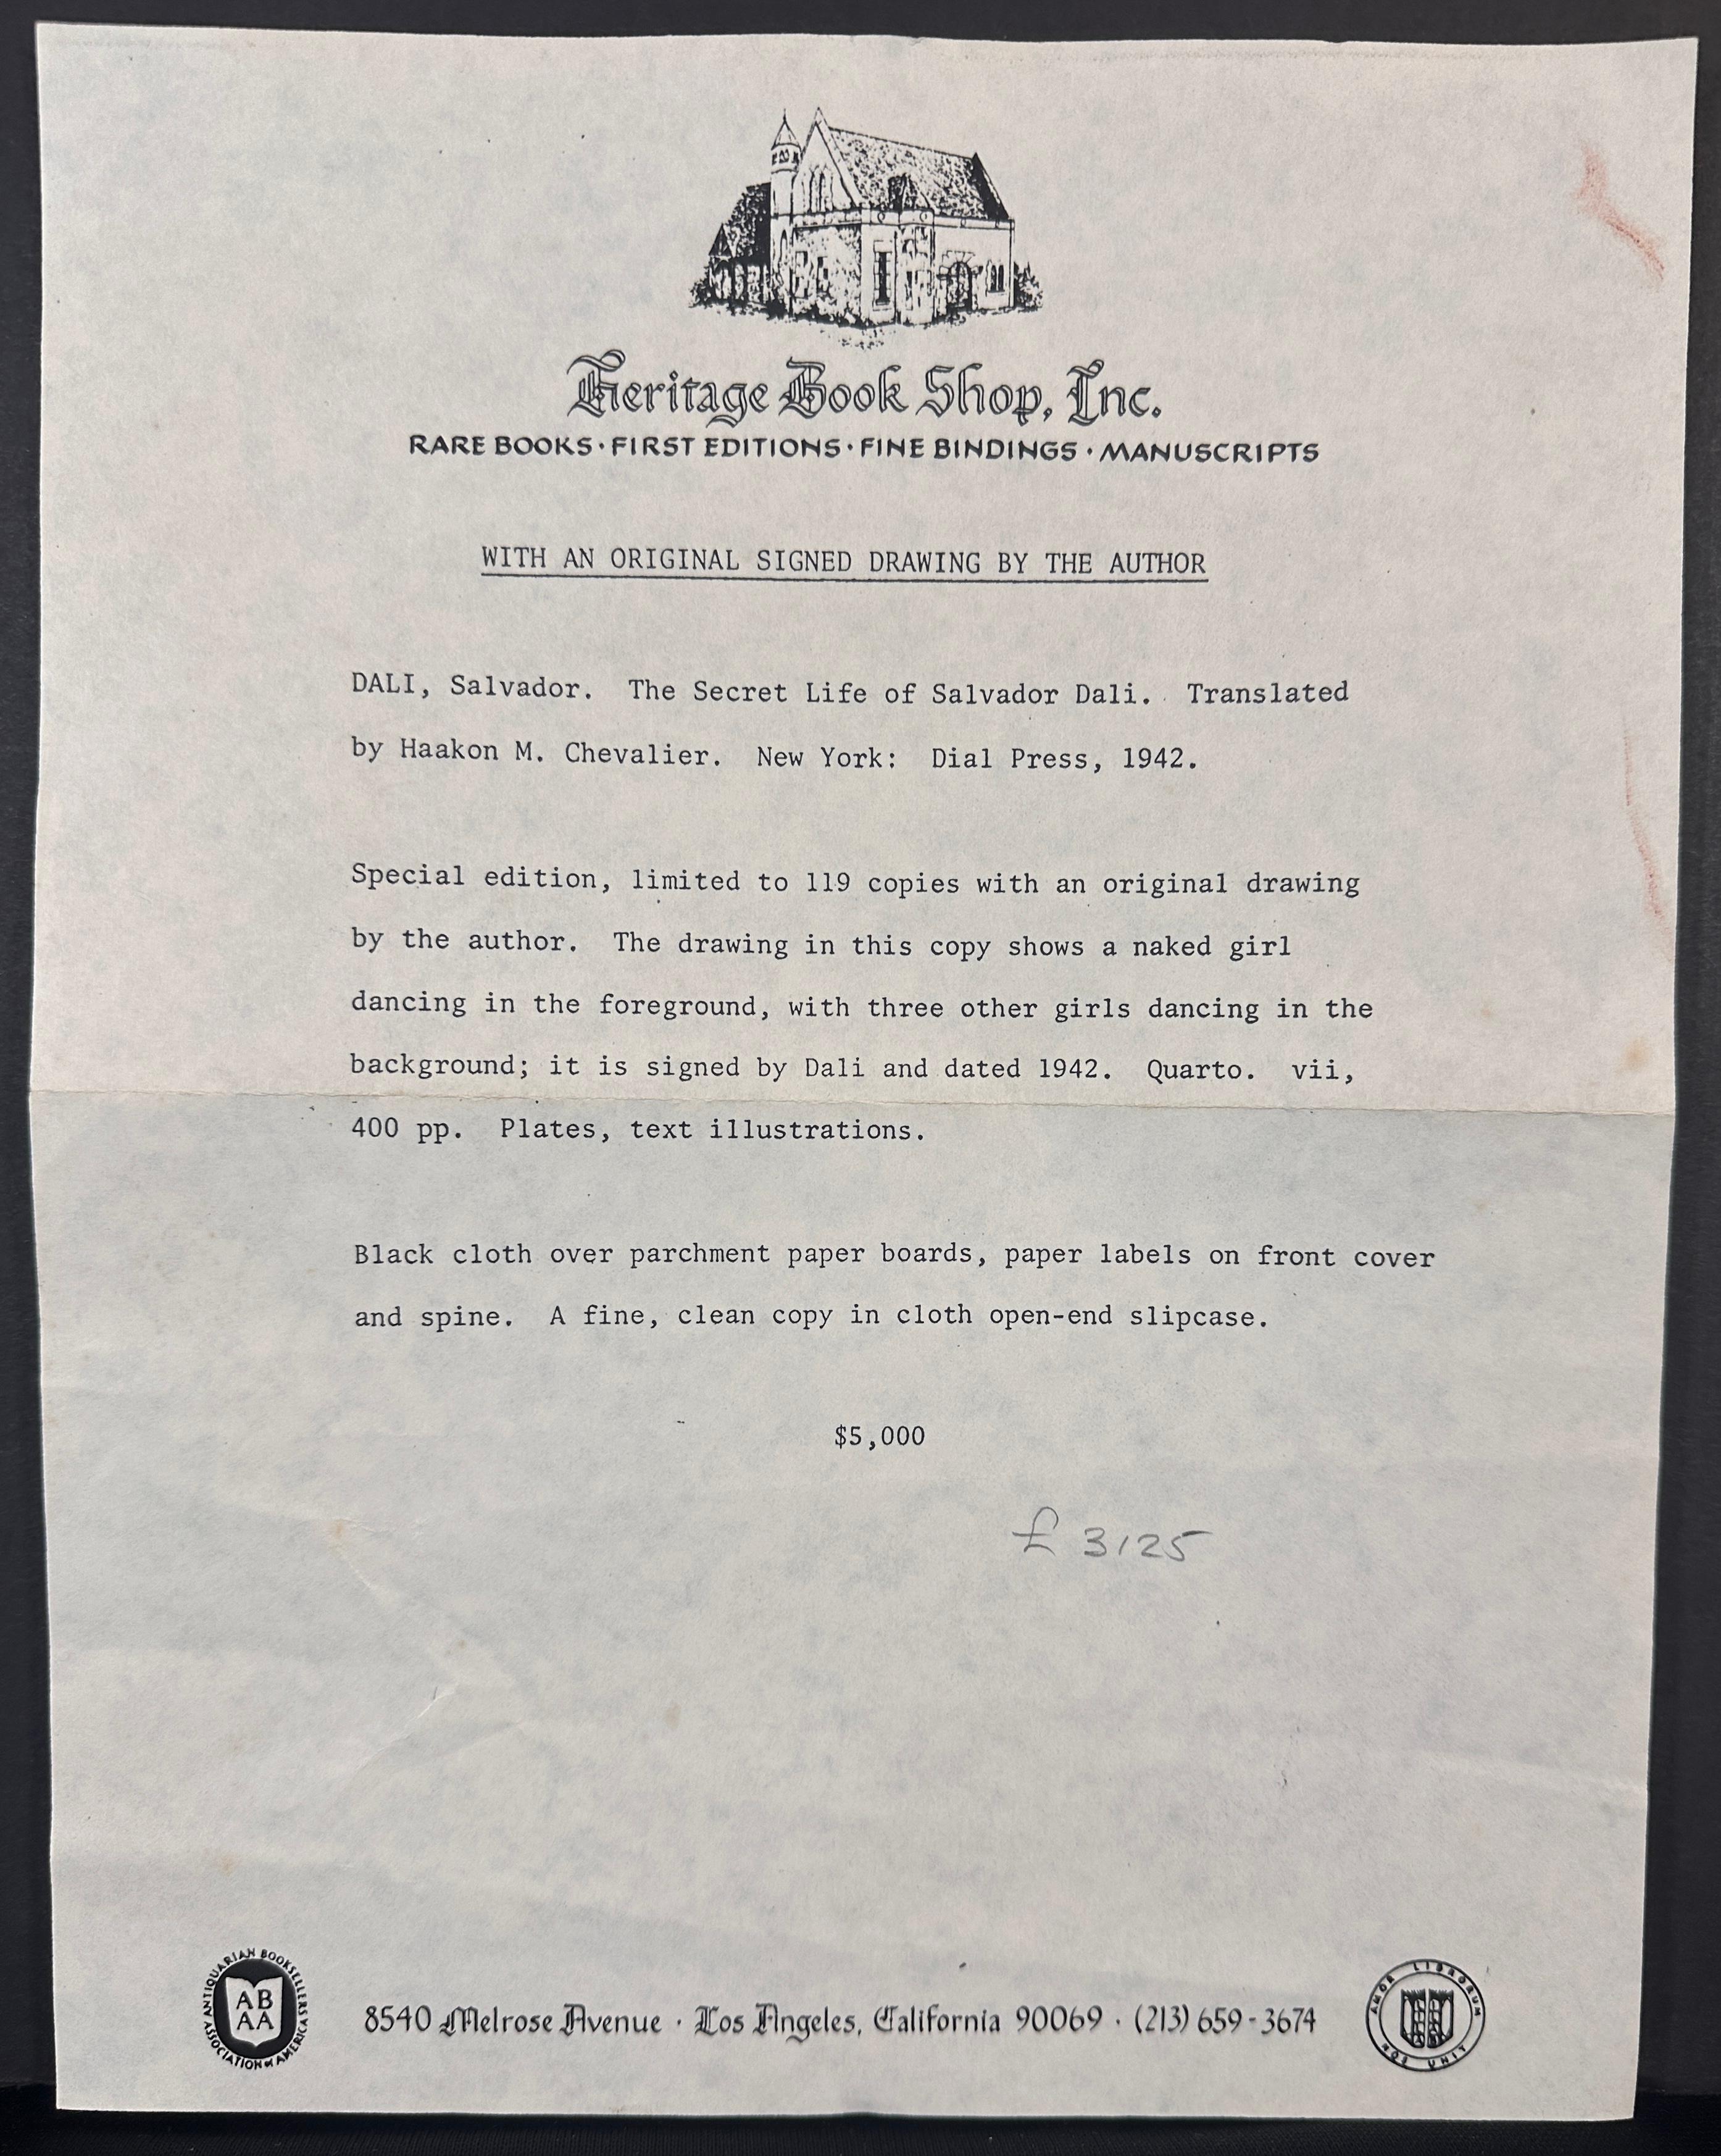 Heritage Book Shop, Inc.
RARE BOOKS · FIRST EDITIONS · FINE BINDINGS · MANUSCRIPTS
WITH AN ORIGINAL SIGNED DRAWING BY THE AUTHOR
DALI, Salvador. The Secret Life of Salvador Dali. Translated
by Haakon M. Chevalier. New York: Dial Press, 1942.
Special edition, limited to 119 copies with an original drawing
by the author. The drawing in this copy shows a naked girl
dancing in the foreground, with three other girls dancing in the
background; it is signed by Dali and dated 1942. Quarto. vii,
400 pp. Plates, text illustrations.
Black cloth over parchment paper boards, paper labels on front cover
and spine. A fine, clean copy in cloth open-end slipcase.
$5,000
£ 3125
ANTIQUARIAN BOOKSELLERS ASSOCIATION of AMERICA
AB
AA
8540 Melrose Avenue · Los Angeles, California 90069 · (213) 659-3674
AMOR LIBRORUM
NOS UNIT